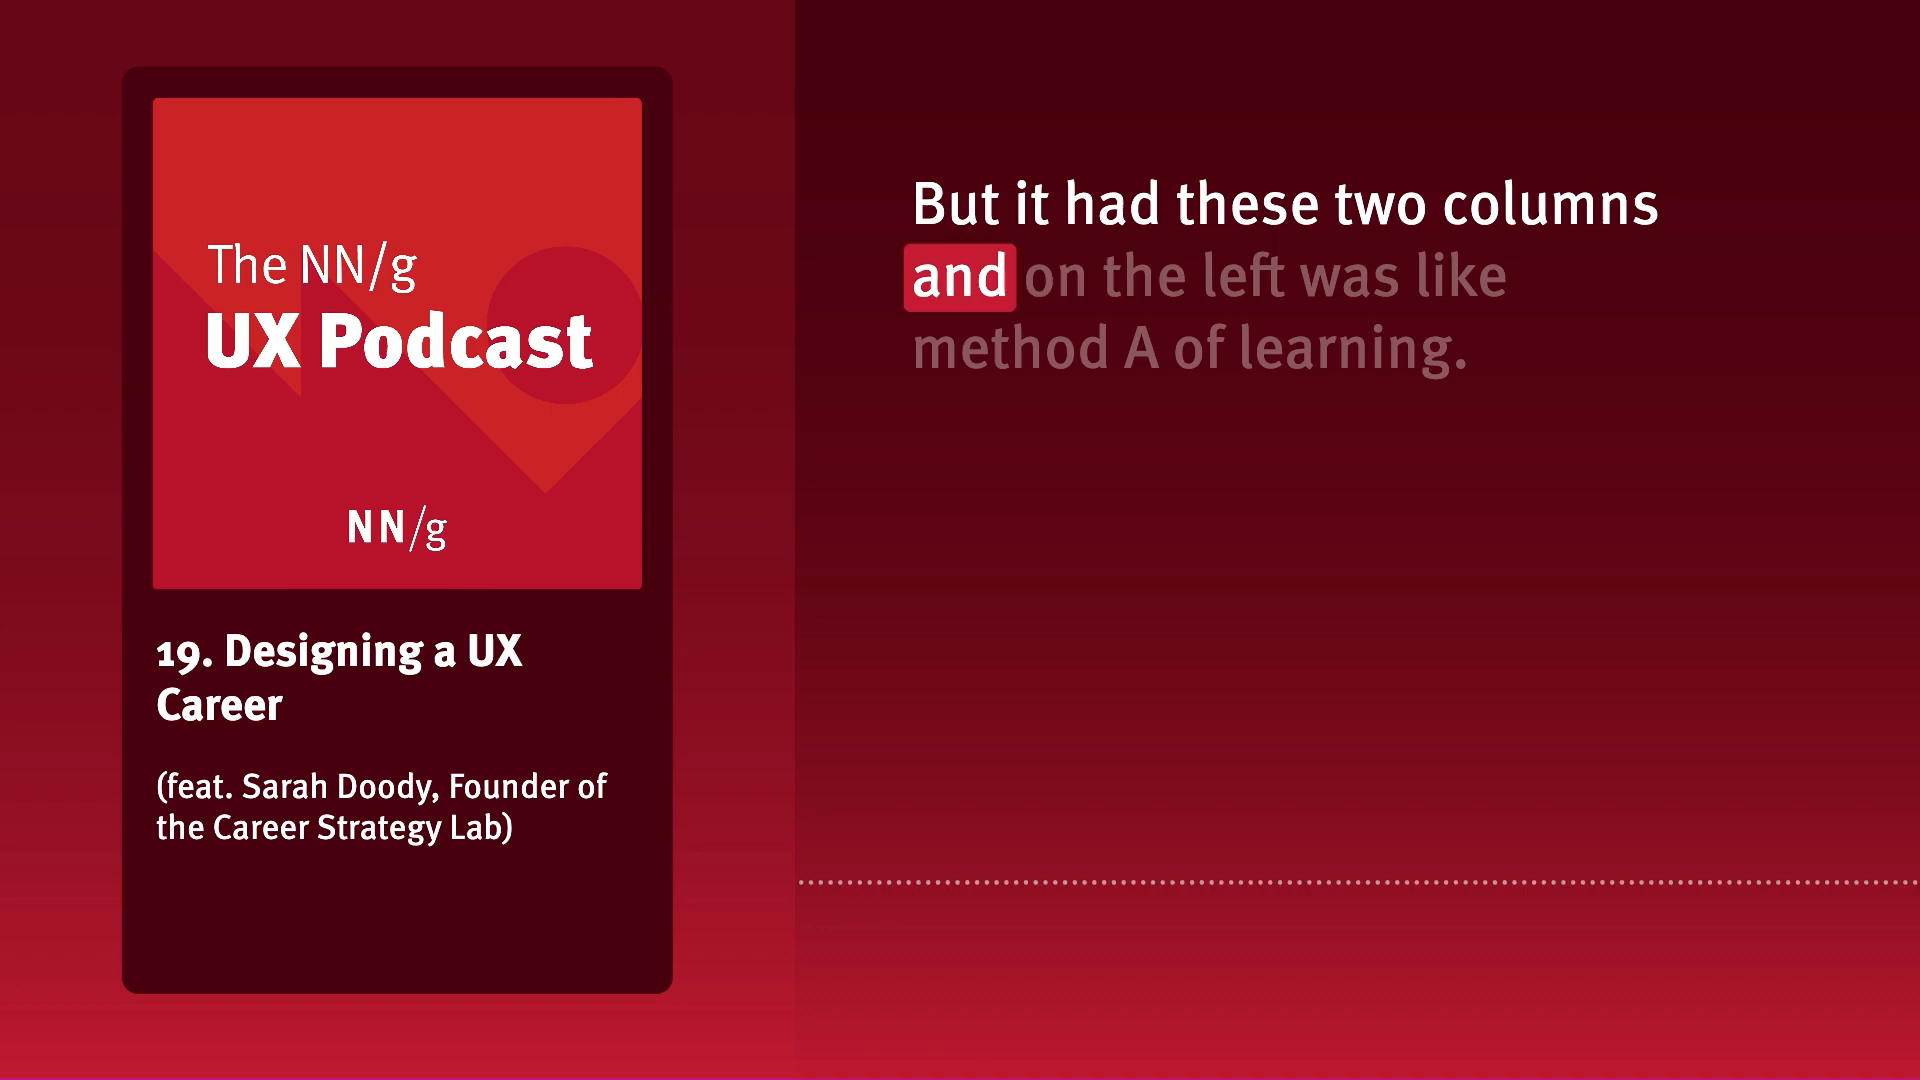 The NN/g
UX Podcast
NN/g
19. Designing a UX
Career
(feat. Sarah Doody, Founder of
the Career Strategy Lab)
But it had these two columns
and on the left was like
method A of learning.